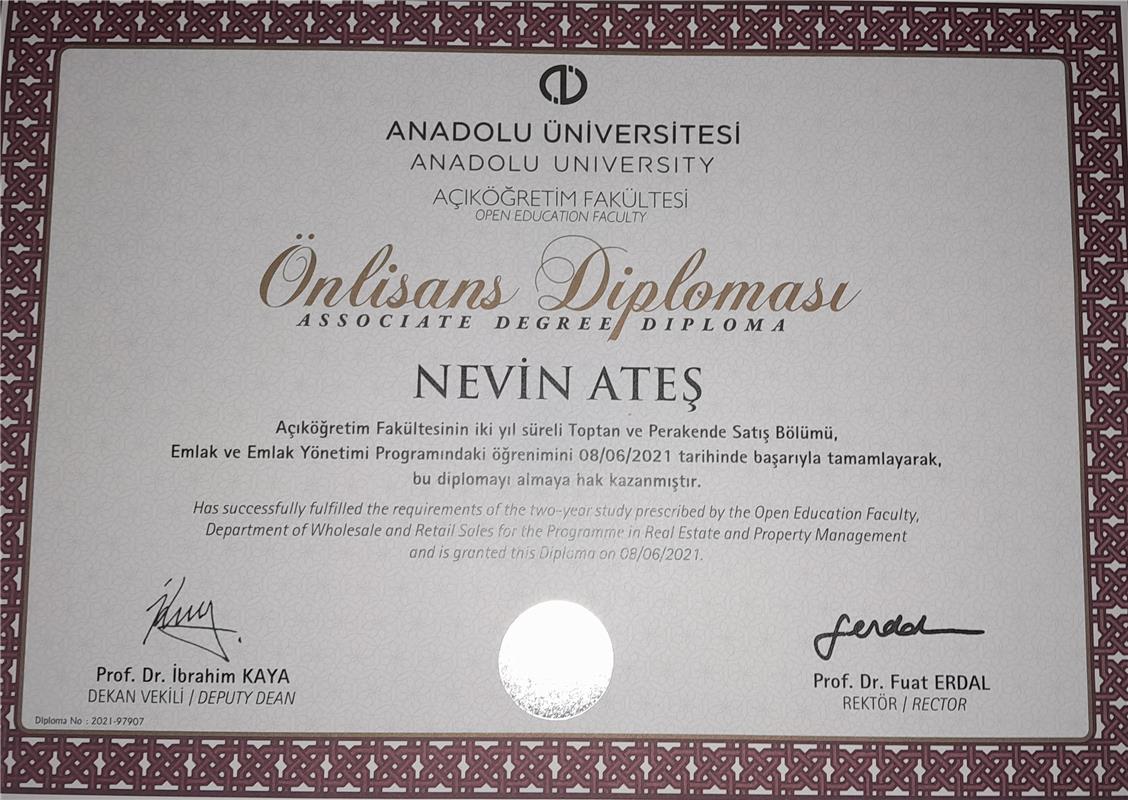 ANADOLU ÜNİVERSİTESİ
ANADOLU UNIVERSITY
AÇIKÖĞRETİM FAKÜLTESİ
OPEN EDUCATION FACULTY
Önlisans Diploması
ASSOCIATE DEGREE DIPLOMA
NEVİN ATEŞ
Açıköğretim Fakültesinin iki yıl süreli Toptan ve Perakende Satış Bölümü,
Emlak ve Emlak Yönetimi Programındaki öğrenimini 08/06/2021 tarihinde başarıyla tamamlayarak,
bu diplomayı almaya hak kazanmıştır.
Has successfully fulfilled the requirements of the two-year study prescribed by the Open Education Faculty,
Department of Wholesale and Retail Sales for the Programme in Real Estate and Property Management
and is granted this Diploma on 08/06/2021.
Prof. Dr. İbrahim KAYA
DEKAN VEKİLİ / DEPUTY DEAN
Prof. Dr. Fuat ERDAL
REKTÖR / RECTOR
Diploma No : 2021-97907